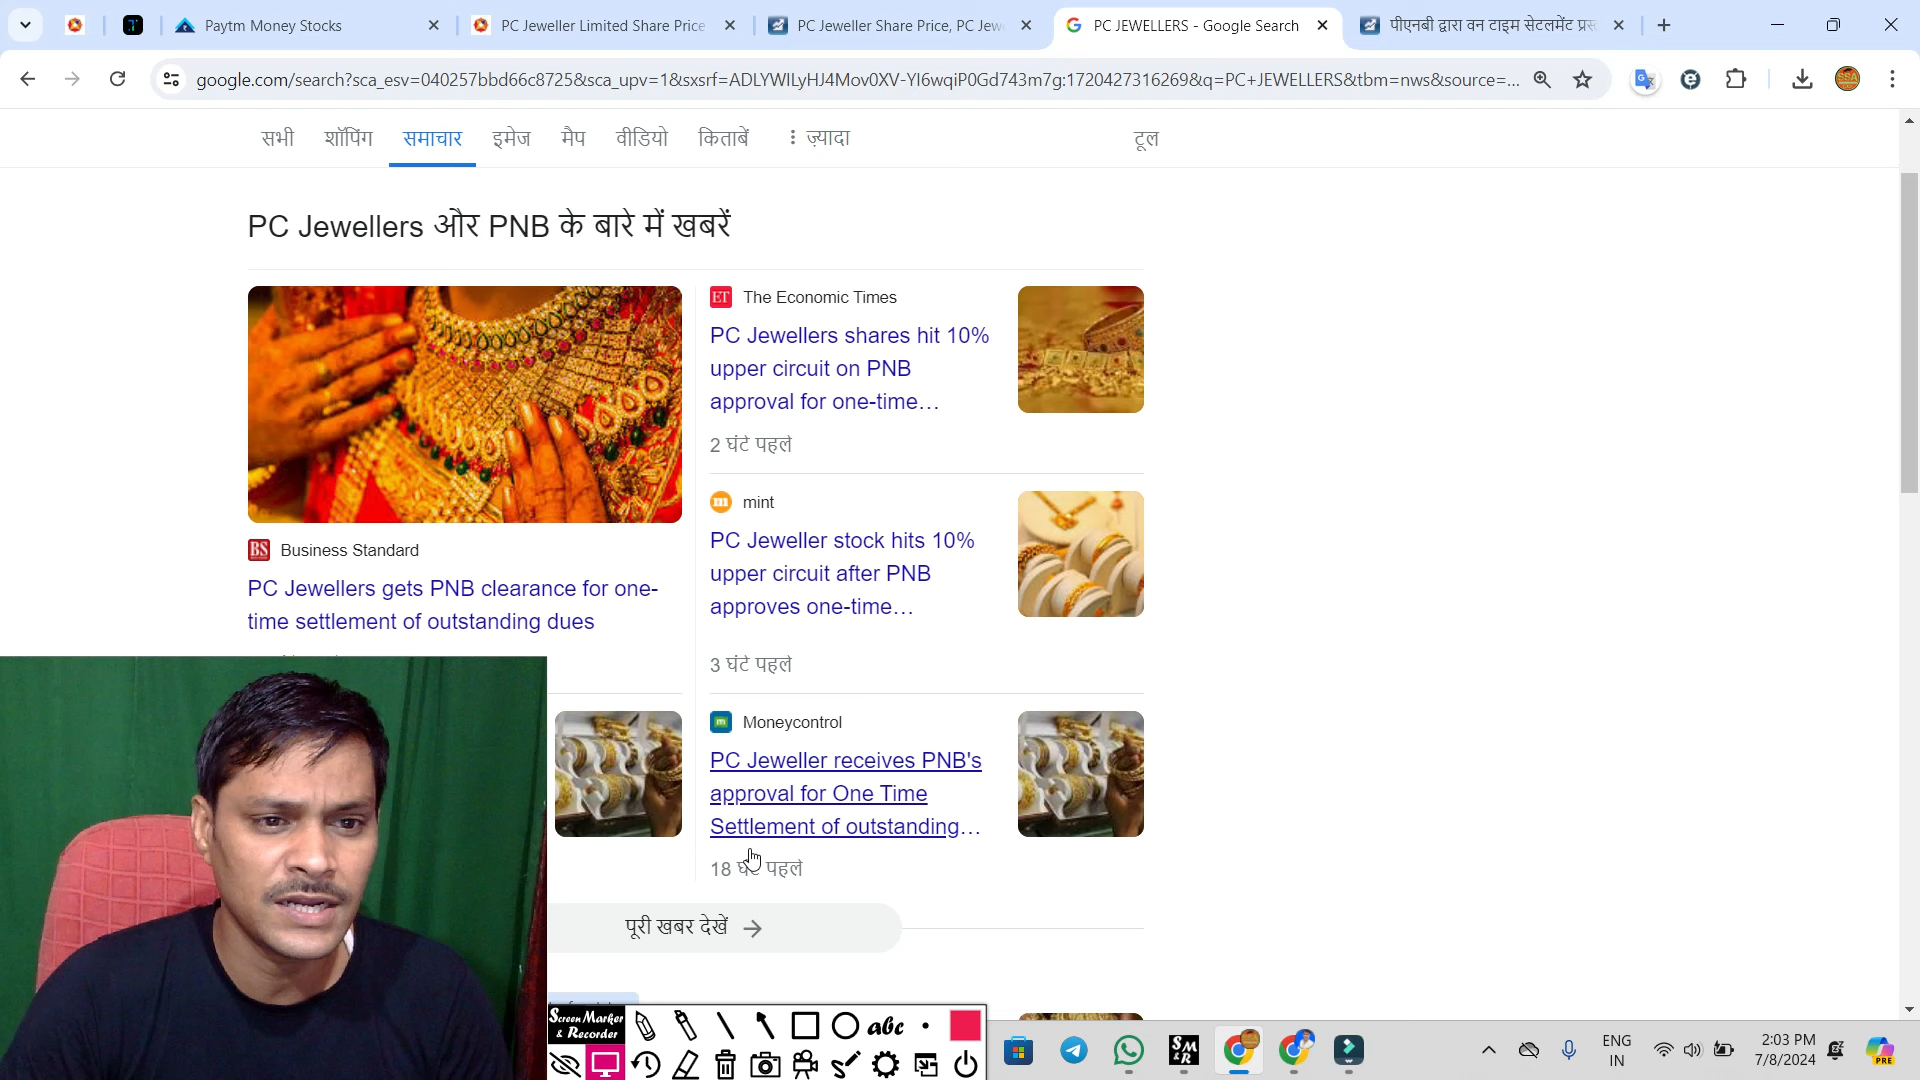 Paytm Money Stocks
PC Jeweller Limited Share Price
PC Jeweller Share Price, PC Jew
PC JEWELLERS - Google Search
पीएनबी द्वारा वन टाइम सेटलमेंट
google.com/search?sca_esv=040257bbd66c8725&sca_upv=1&sxsrf=ADLYWILyHJ4Mov0XV-YI6wqiP0Gd743m7g:1720427316269&q=PC+JEWELLERS&tbm=nws&source=...
सभी शॉपिंग समाचार इमेज मैप वीडियो किताबें ज़्यादा टूल
PC Jewellers और PNB के बारे में खबरें
BS Business Standard
PC Jewellers gets PNB clearance for one-
time settlement of outstanding dues
ET The Economic Times
PC Jewellers shares hit 10%
upper circuit on PNB
approval for one-time...
2 घंटे पहले
m mint
PC Jeweller stock hits 10%
upper circuit after PNB
approves one-time...
3 घंटे पहले
m Moneycontrol
PC Jeweller receives PNB's
approval for One Time
Settlement of outstanding...
18 पहले
पूरी खबर देखें
Screen Marker
& Recorder
abc
SM
&R
ENG
IN
2:03 PM
7/8/2024
PRE
SSA